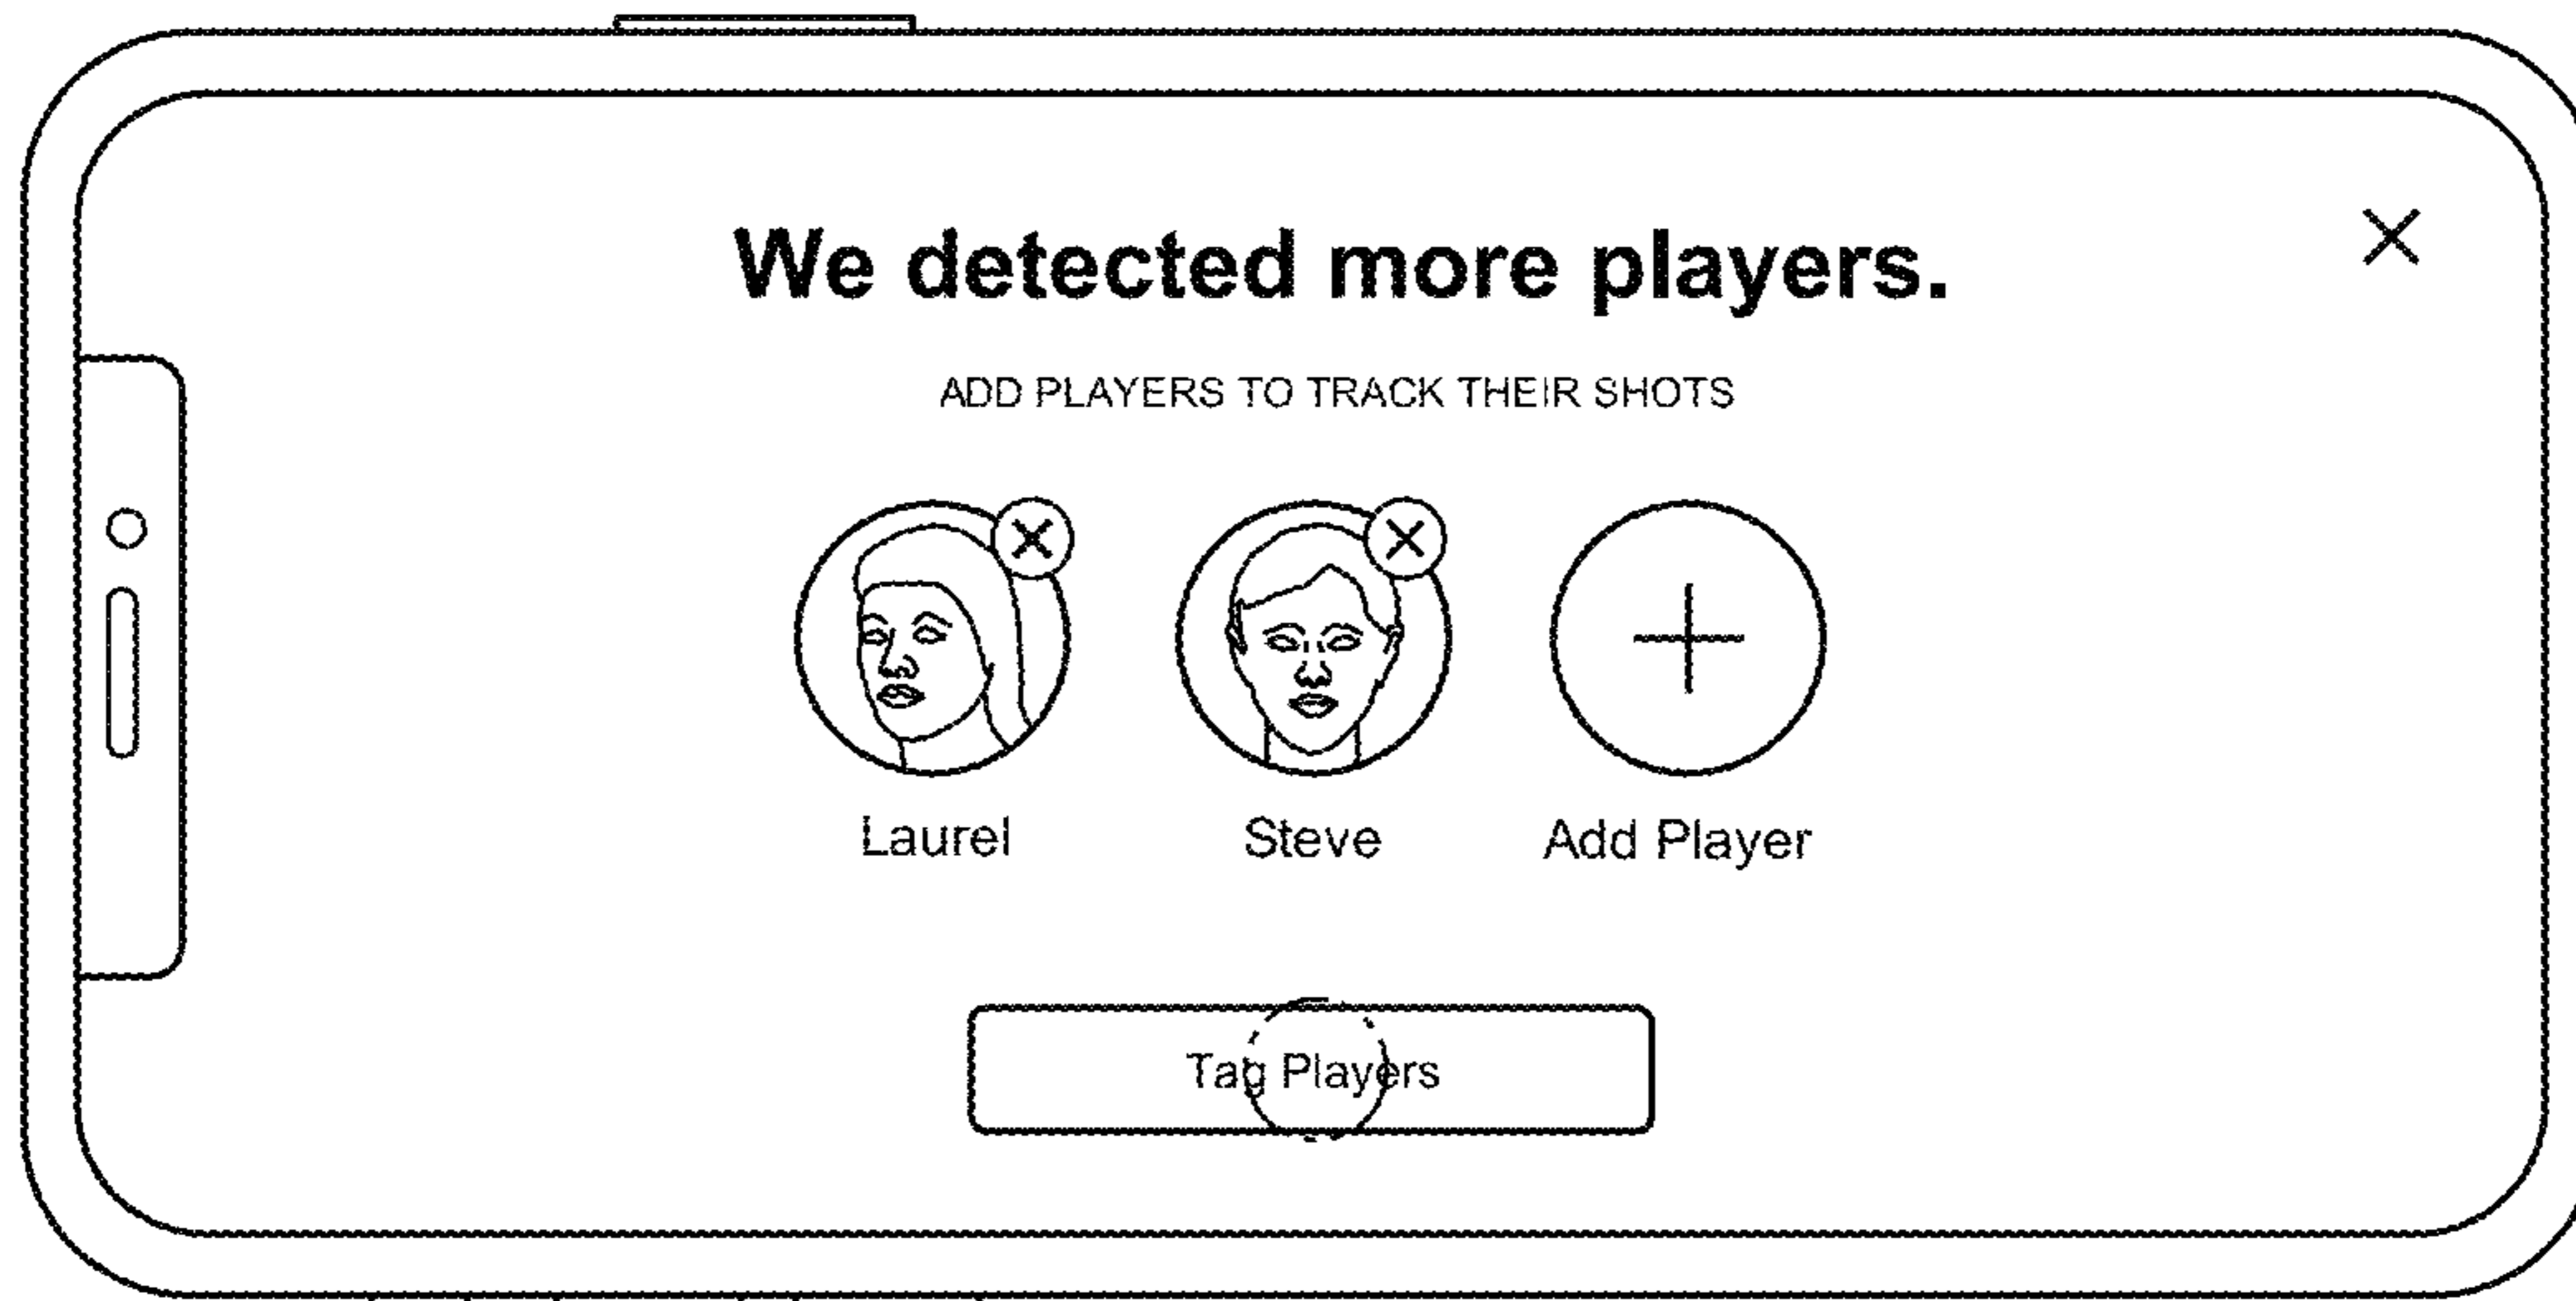 We detected more players.
ADD PLAYERS TO TRACK THEIR SHOTS
Laurel
Steve
Add Player
Tag Players